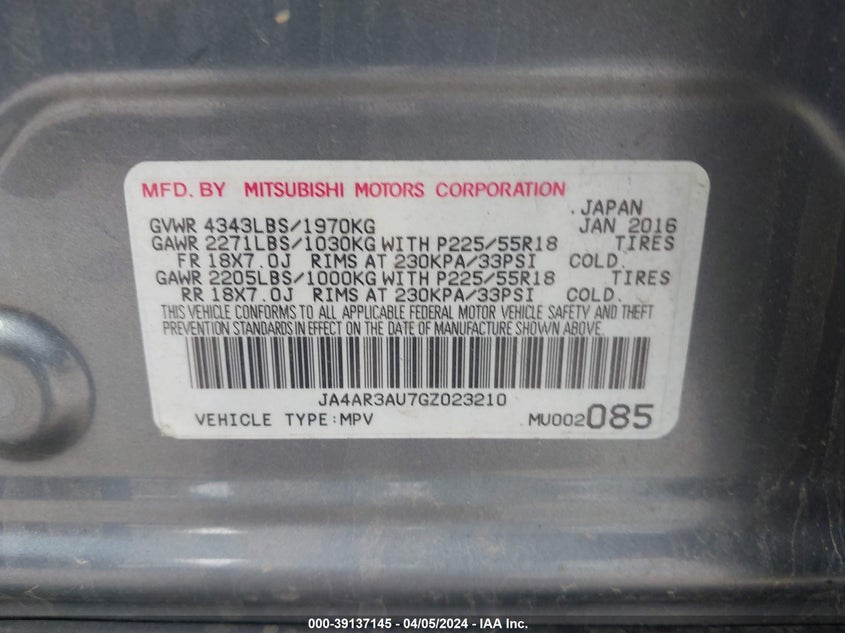 MFD. BY MITSUBISHI MOTORS CORPORATION
.JAPAN
GVWR 4343LBS/1970KG JAN 2016
GAWR 2271LBS/1030KG WITH P225/55R18 TIRES
FR 18X7.0J RIMS AT 230KPA/33PSI COLD.
GAWR 2205LBS/1000KG WITH P225/55R18 TIRES
RR 18X7.0J RIMS AT 230KPA/33PSI COLD.
THIS VEHICLE CONFORMS TO ALL APPLICABLE FEDERAL MOTOR VEHICLE SAFETY AND THEFT
PREVENTION STANDARDS IN EFFECT ON THE DATE OF MANUFACTURE SHOWN ABOVE.
JA4AR3AU7GZ023210
VEHICLE TYPE:MPV MU002085
000-39137145 - 04/05/2024 - IAA Inc.